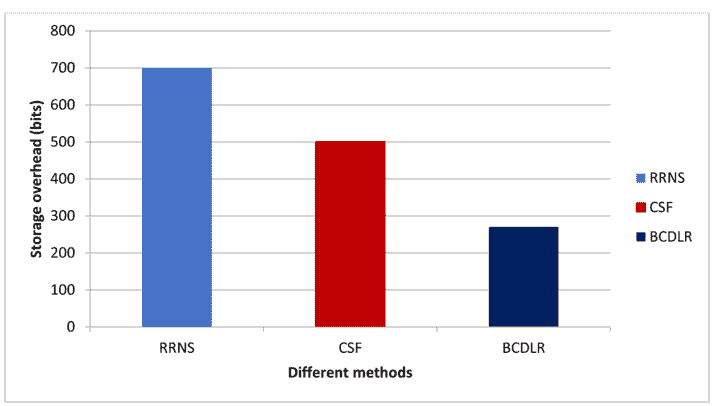 800
700
600
500
400
300
200
100
0
Storage overhead (bits)
RRNS
CSF
BCDLR
Different methods
RRNS
CSF
BCDLR